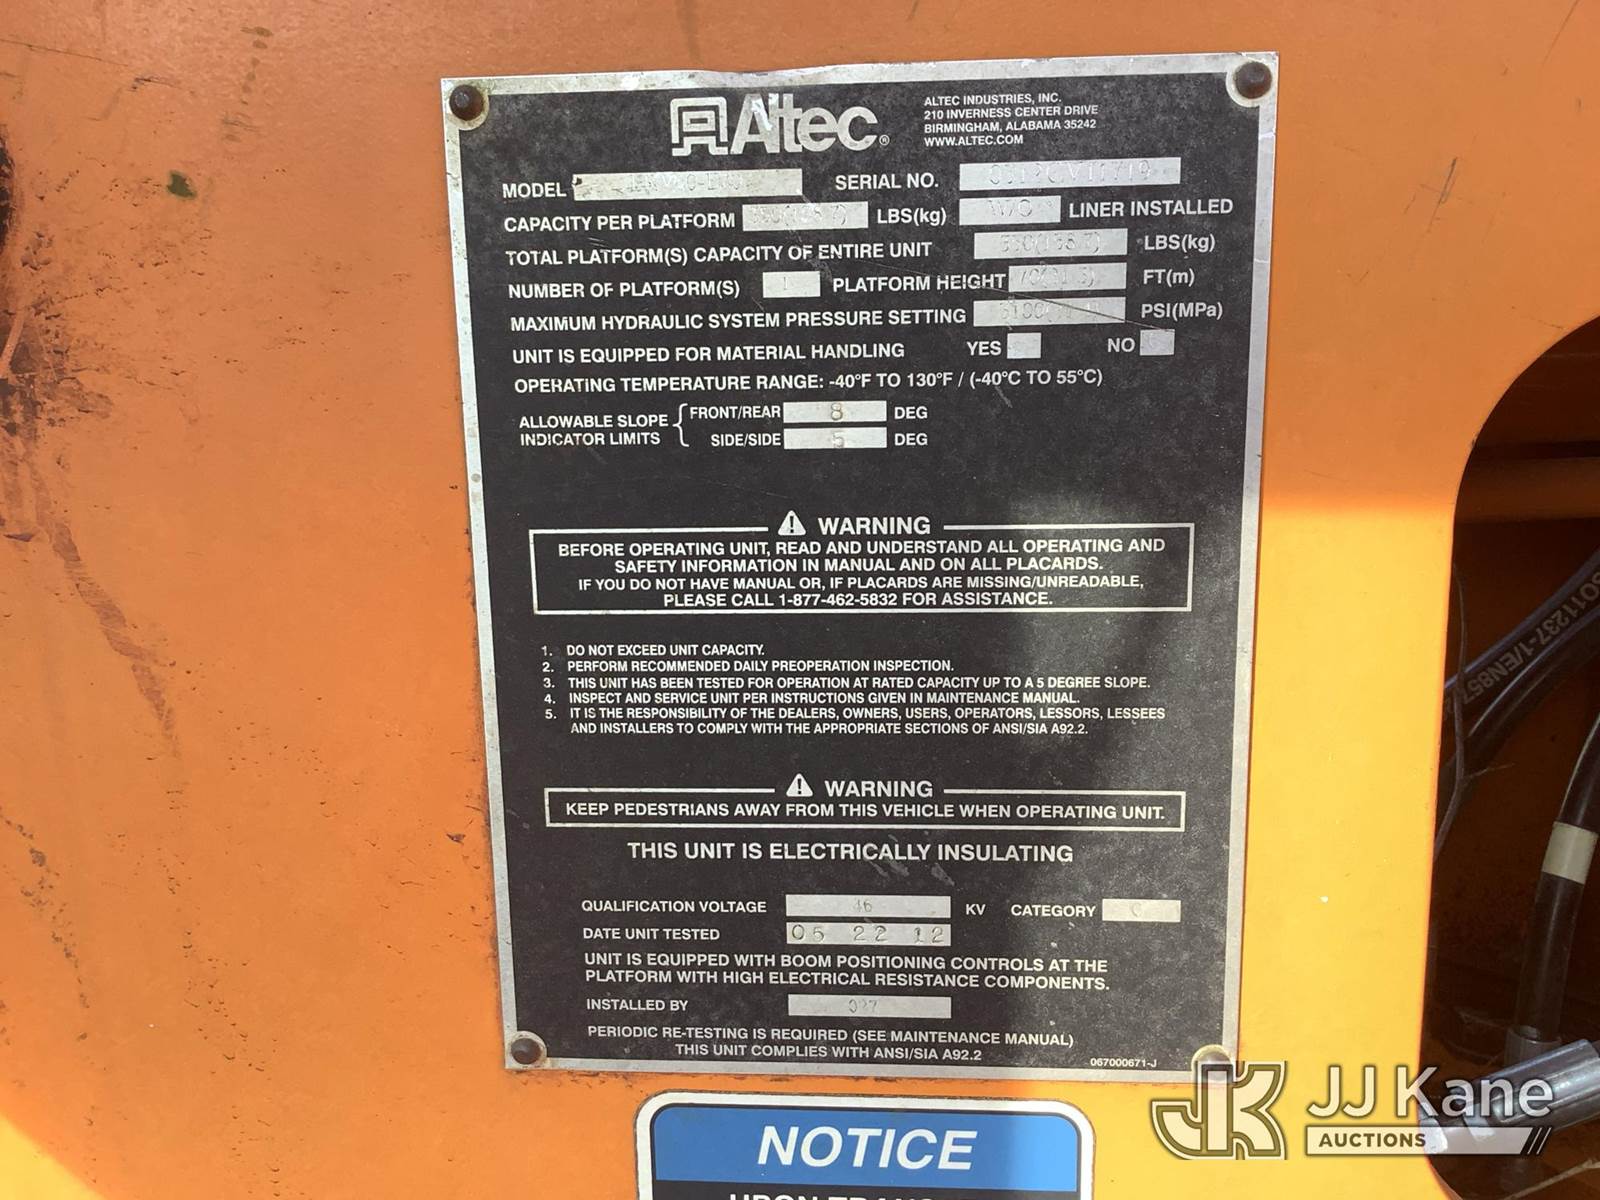 Altec®
ALTEC INDUSTRIES, INC.
210 INVERNESS CENTER DRIVE
BIRMINGHAM, ALABAMA 35242
WWW.ALTEC.COM
MODEL SERIAL NO.
CAPACITY PER PLATFORM LBS(kg) W/O LINER INSTALLED
TOTAL PLATFORM(S) CAPACITY OF ENTIRE UNIT LBS(kg)
NUMBER OF PLATFORM(S) 1 PLATFORM HEIGHT FT(m)
MAXIMUM HYDRAULIC SYSTEM PRESSURE SETTING PSI(MPa)
UNIT IS EQUIPPED FOR MATERIAL HANDLING YES NO
OPERATING TEMPERATURE RANGE: -40°F TO 130°F / (-40°C TO 55°C)
ALLOWABLE SLOPE INDICATOR LIMITS
FRONT/REAR 8 DEG
SIDE/SIDE 5 DEG
WARNING
BEFORE OPERATING UNIT, READ AND UNDERSTAND ALL OPERATING AND
SAFETY INFORMATION IN MANUAL AND ON ALL PLACARDS.
IF YOU DO NOT HAVE MANUAL OR, IF PLACARDS ARE MISSING/UNREADABLE,
PLEASE CALL 1-877-462-5832 FOR ASSISTANCE.
1. DO NOT EXCEED UNIT CAPACITY.
2. PERFORM RECOMMENDED DAILY PREOPERATION INSPECTION.
3. THIS UNIT HAS BEEN TESTED FOR OPERATION AT RATED CAPACITY UP TO A 5 DEGREE SLOPE.
4. INSPECT AND SERVICE UNIT PER INSTRUCTIONS GIVEN IN MAINTENANCE MANUAL.
5. IT IS THE RESPONSIBILITY OF THE DEALERS, OWNERS, USERS, OPERATORS, LESSORS, LESSEES
AND INSTALLERS TO COMPLY WITH THE APPROPRIATE SECTIONS OF ANSI/SIA A92.2.
WARNING
KEEP PEDESTRIANS AWAY FROM THIS VEHICLE WHEN OPERATING UNIT.
THIS UNIT IS ELECTRICALLY INSULATING
QUALIFICATION VOLTAGE 46 KV CATEGORY C
DATE UNIT TESTED 05 22 12
UNIT IS EQUIPPED WITH BOOM POSITIONING CONTROLS AT THE
PLATFORM WITH HIGH ELECTRICAL RESISTANCE COMPONENTS.
INSTALLED BY
PERIODIC RE-TESTING IS REQUIRED (SEE MAINTENANCE MANUAL)
THIS UNIT COMPLIES WITH ANSI/SIA A92.2
067000671-J
NOTICE
JK JJ Kane
AUCTIONS